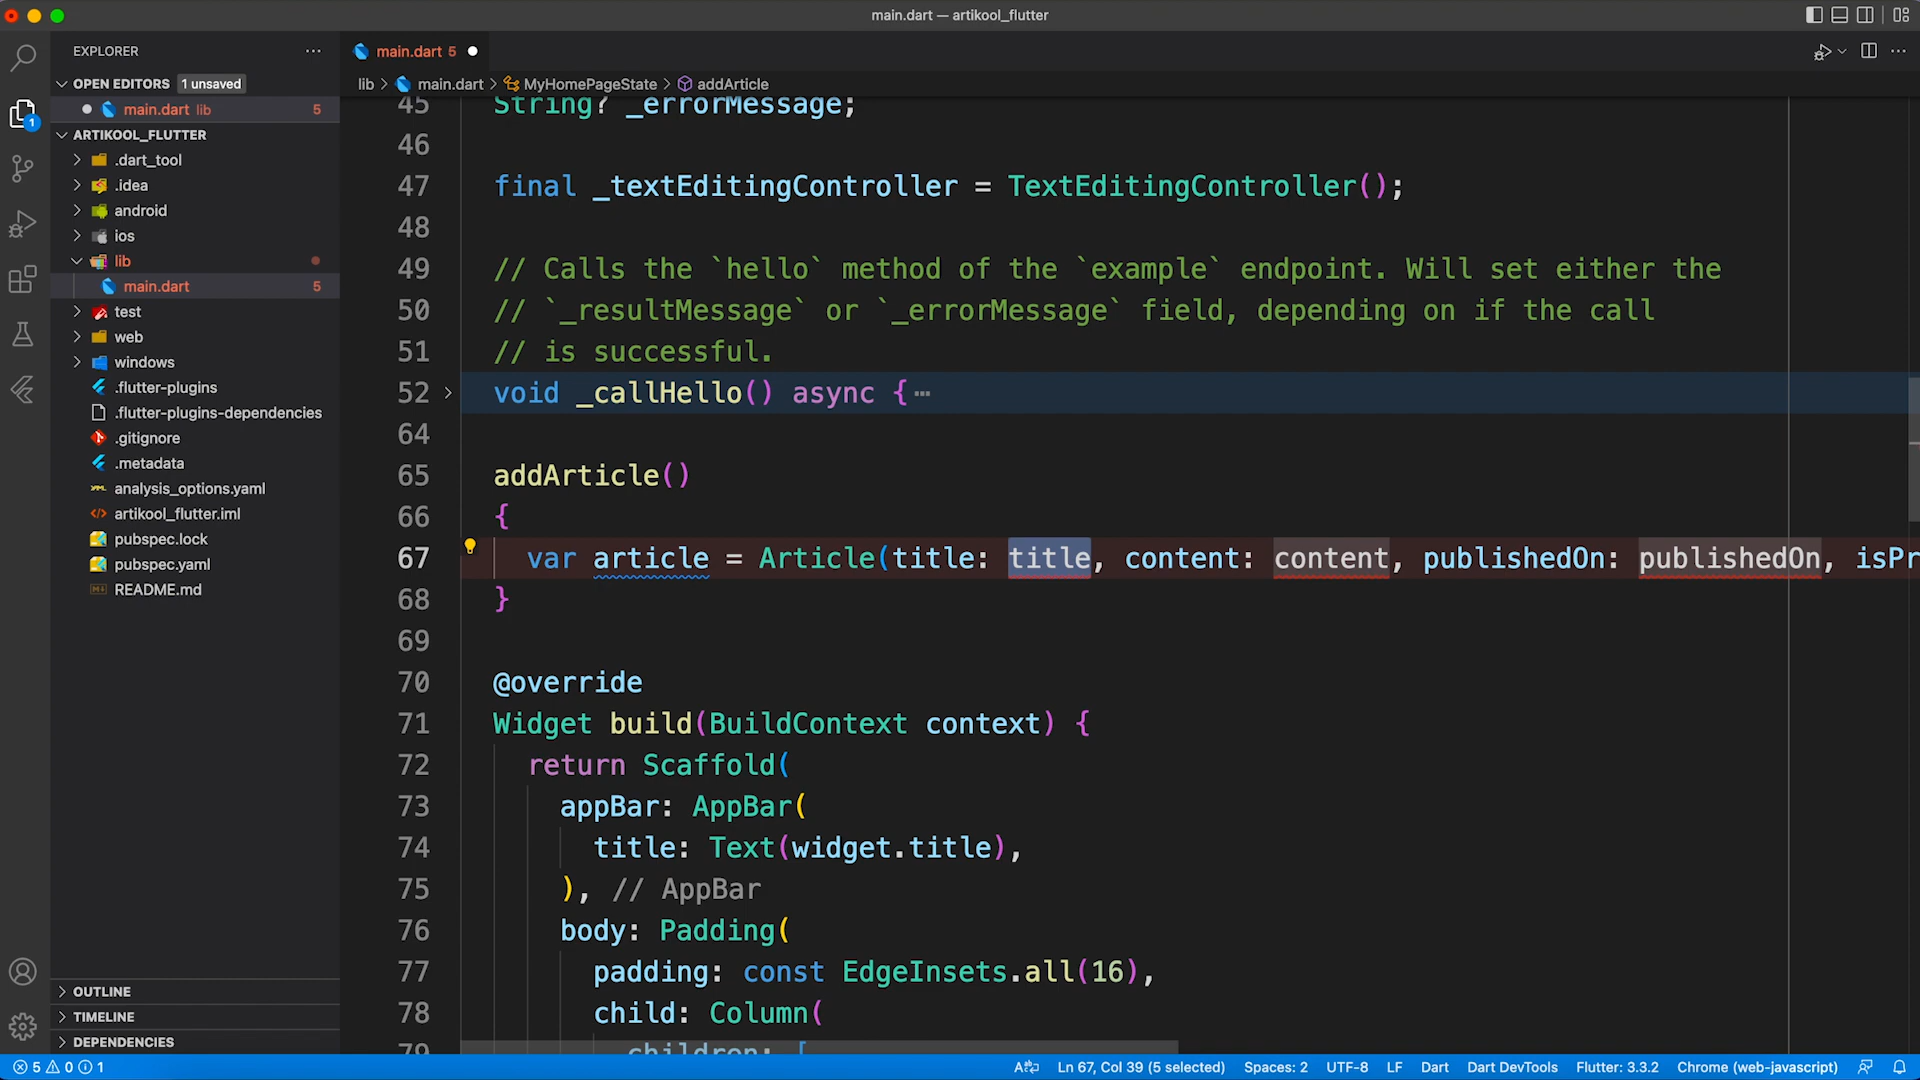 main.dart — artikool_flutter
EXPLORER
OPEN EDITORS 1 unsaved
main.dart lib 5
ARTIKOOL_FLUTTER
.dart_tool
.idea
android
ios
lib
main.dart 5
test
web
windows
.flutter-plugins
.flutter-plugins-dependencies
.gitignore
.metadata
analysis_options.yaml
artikool_flutter.iml
pubspec.lock
pubspec.yaml
README.md
OUTLINE
TIMELINE
DEPENDENCIES
1
main.dart 5
lib > main.dart > MyHomePageState > addArticle
45 String? _errorMessage;
46
47 final _textEditingController = TextEditingController();
48
49 // Calls the `hello` method of the `example` endpoint. Will set either the
50 // `_resultMessage` or `_errorMessage` field, depending on if the call
51 // is successful.
52 > void _callHello() async {⋯
64
65 addArticle()
66 {
67 var article = Article(title: title, content: content, publishedOn: publishedOn, isPr
68 }
69
70 @override
71 Widget build(BuildContext context) {
72 return Scaffold(
73 appBar: AppBar(
74 title: Text(widget.title),
75 ), // AppBar
76 body: Padding(
77 padding: const EdgeInsets.all(16),
78 child: Column(
79 children: [
5 0 1
Ln 67, Col 39 (5 selected) Spaces: 2 UTF-8 LF Dart Dart DevTools Flutter: 3.3.2 Chrome (web-javascript)